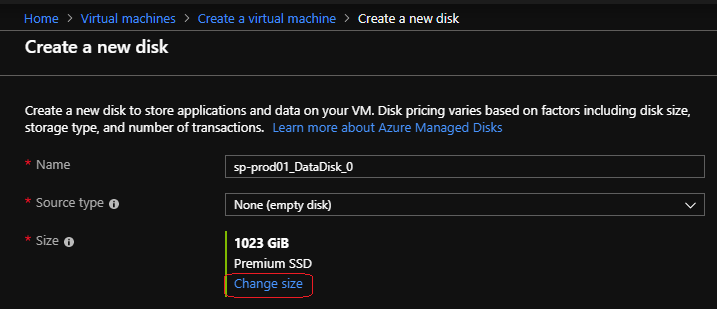 Home > Virtual machines > Create a virtual machine > Create a new disk
Create a new disk
Create a new disk to store applications and data on your VM. Disk pricing varies based on factors including disk size,
storage type, and number of transactions. Learn more about Azure Managed Disks
* Name
sp-prod01_DataDisk_0
* Source type
None (empty disk)
* Size
1023 GiB
Premium SSD
Change size